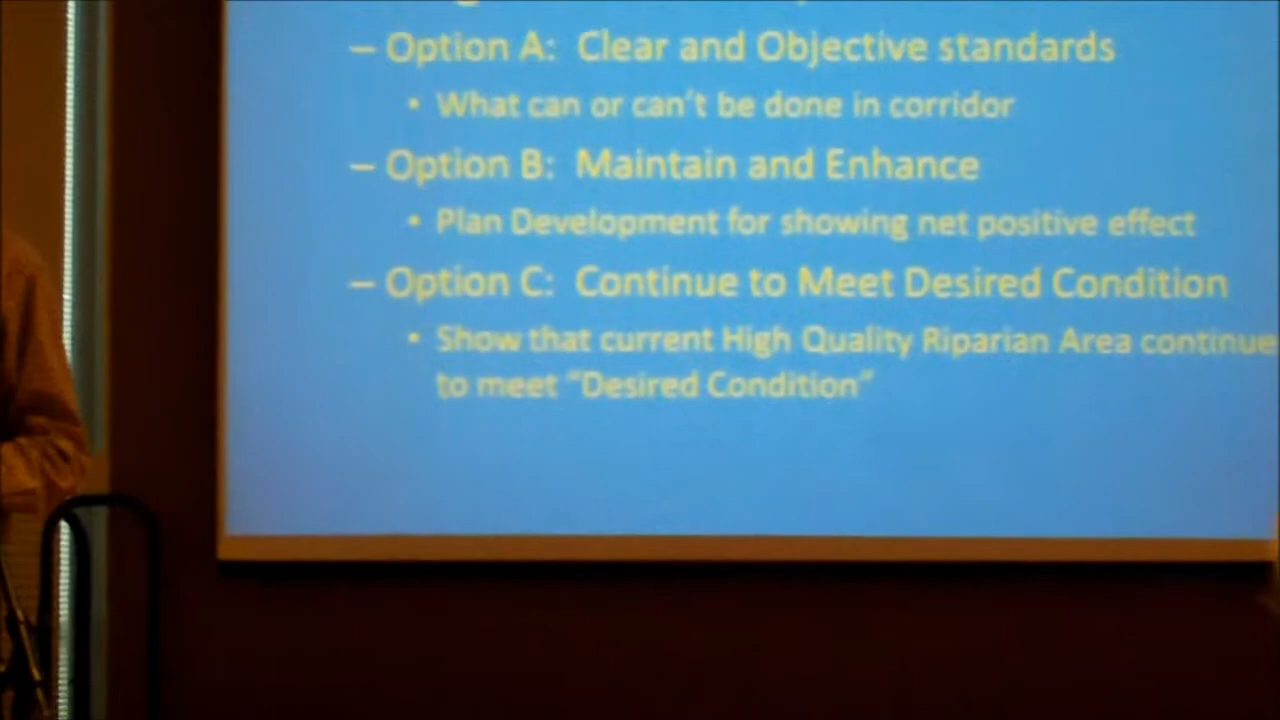 – Option A: Clear and Objective standards
• What can or can't be done in corridor
– Option B: Maintain and Enhance
• Plan Development for showing net positive effect
– Option C: Continue to Meet Desired Condition
• Show that current High Quality Riparian Area continue
to meet "Desired Condition"